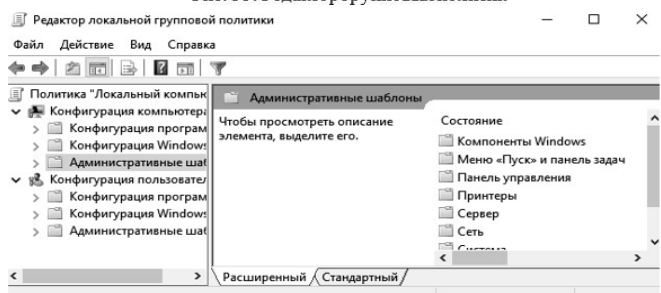 Редактор локальной групповой политики
Файл Действие Вид Справка
Политика "Локальный компьк
Конфигурация компьютера
Конфигурация програм
Конфигурация Windows
Административные шаб
Конфигурация пользовател
Конфигурация програм
Конфигурация Windows
Административные шаб
Административные шаблоны
Чтобы просмотреть описание
элемента, выделите его.
Состояние
Компоненты Windows
Меню «Пуск» и панель задач
Панель управления
Принтеры
Сервер
Сеть
Система
Расширенный Стандартный